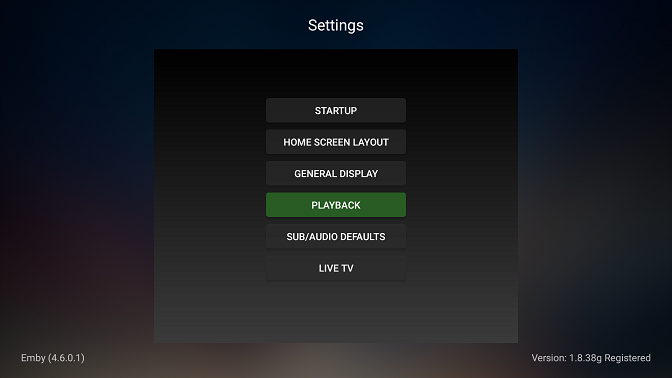 Settings
STARTUP
HOME SCREEN LAYOUT
GENERAL DISPLAY
PLAYBACK
SUB/AUDIO DEFAULTS
LIVE TV
Emby (4.6.0.1)
Version: 1.8.38g Registered